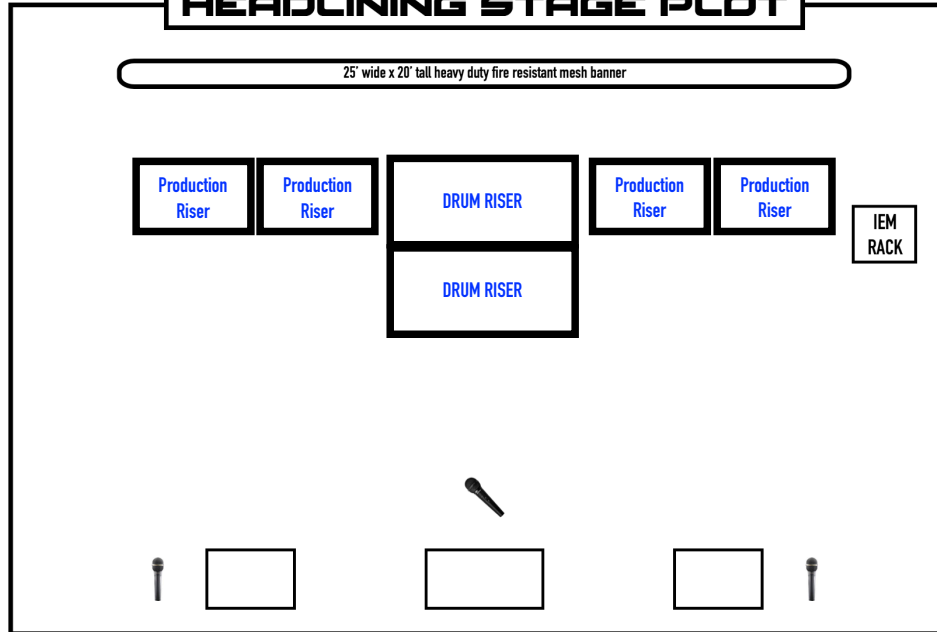 HEADLINING STAGE PLOT
25' wide x 20' tall heavy duty fire resistant mesh banner
Production
Riser
Production
Riser
DRUM RISER
Production
Riser
Production
Riser
IEM
RACK
DRUM RISER